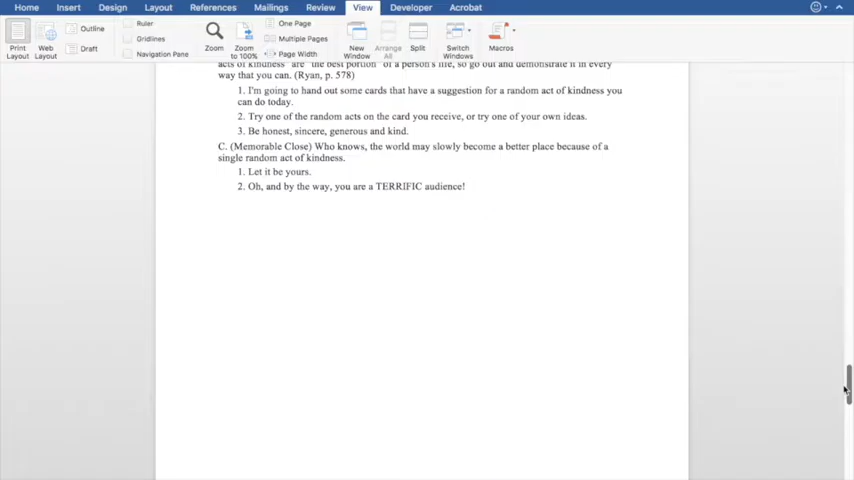 Home Insert Design Layout References Mailings Review View Developer Acrobat
Ruler One Page
Outline
Gridlines Multiple Pages
Draft
Navigation Pane Page Width
Print Layout Web Layout Zoom Zoom to 100% New Window Arrange All Split Switch Windows Macros
acts of kindness" are "the best portion" of a person's life, so go out and demonstrate it in every
way that you can. (Ryan, p. 578)
1. I'm going to hand out some cards that have a suggestion for a random act of kindness you
can do today.
2. Try one of the random acts on the card you receive, or try one of your own ideas.
3. Be honest, sincere, generous and kind.
C. (Memorable Close) Who knows, the world may slowly become a better place because of a
single random act of kindness.
1. Let it be yours.
2. Oh, and by the way, you are a TERRIFIC audience!